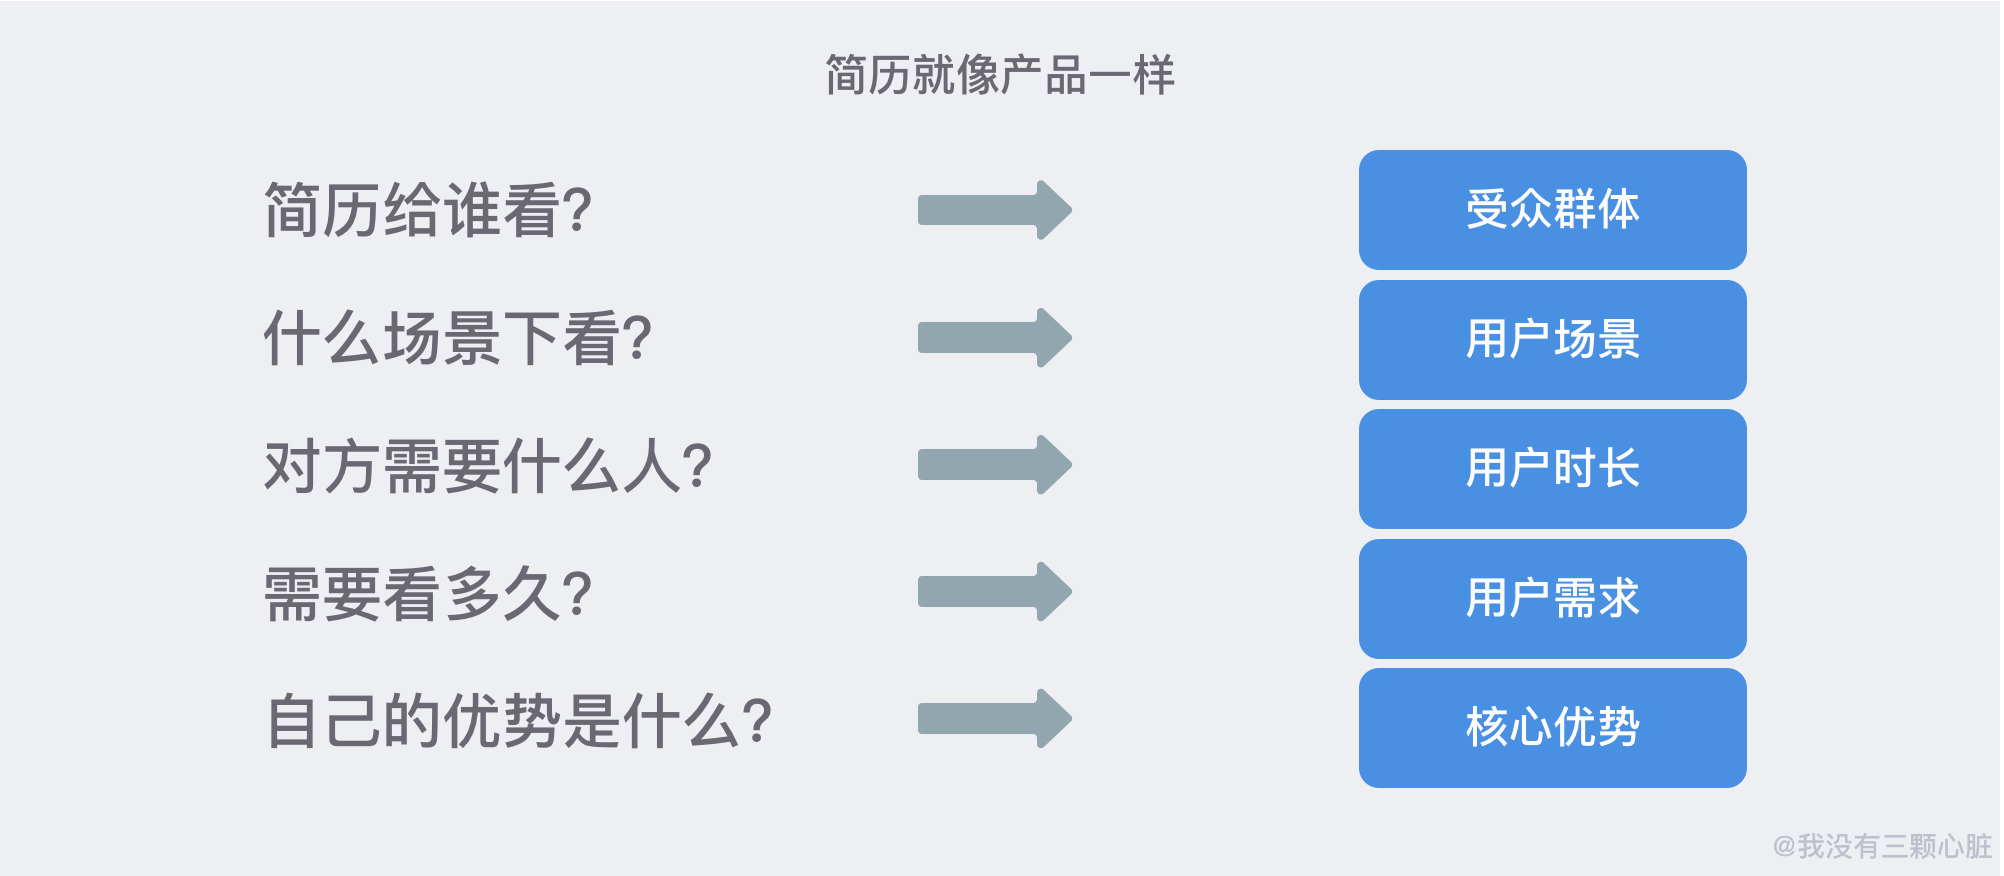 简历就像产品一样
简历给谁看?
受众群体
什么场景下看?
用户场景
对方需要什么人?
用户时长
需要看多久?
用户需求
自己的优势是什么?
核心优势
@我没有三颗心脏